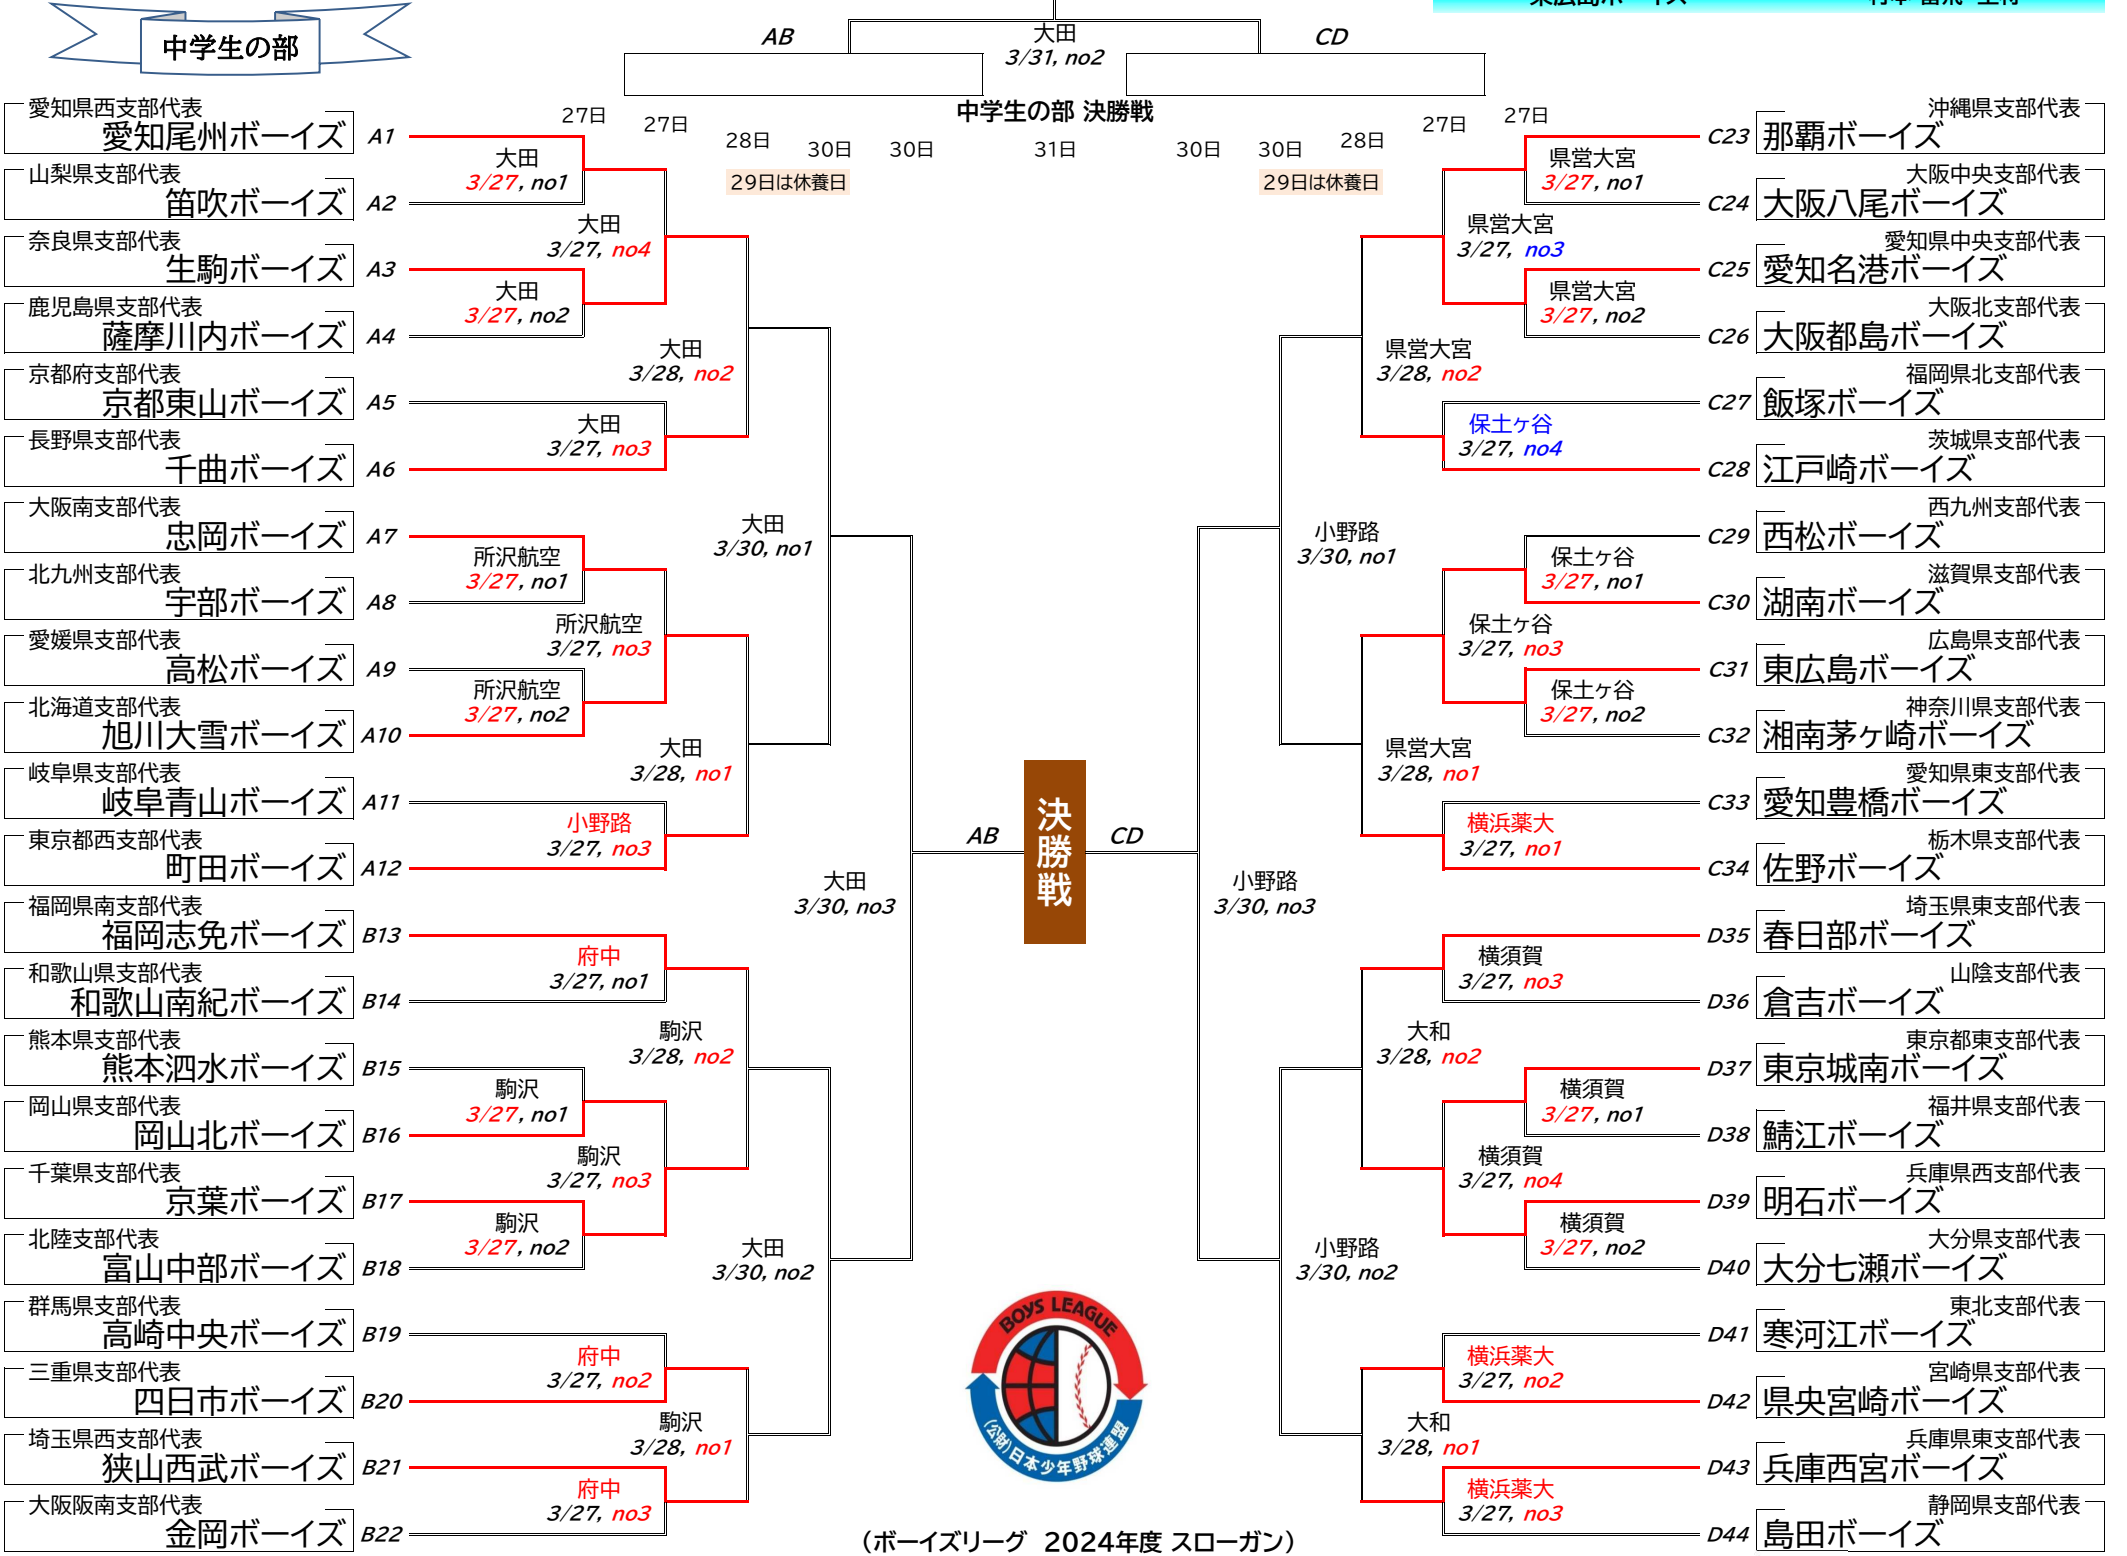 中学生の部
AB
大田
3/31, no2
CD
中学生の部 決勝戦
27日
27日
28日
30日
30日
31日
30日
30日
28日
27日
27日
29日は休養日
29日は休養日
愛知県西支部代表
愛知尾州ボーイズ
A1
大田
3/27, no1
山梨県支部代表
笛吹ボーイズ
A2
大田
3/27, no4
奈良県支部代表
生駒ボーイズ
A3
大田
3/27, no2
鹿児島県支部代表
薩摩川内ボーイズ
A4
大田
3/28, no2
京都府支部代表
京都東山ボーイズ
A5
大田
3/27, no3
長野県支部代表
千曲ボーイズ
A6
大田
3/30, no1
大阪南支部代表
忠岡ボーイズ
A7
所沢航空
3/27, no1
北九州支部代表
宇部ボーイズ
A8
所沢航空
3/27, no3
愛媛県支部代表
高松ボーイズ
A9
所沢航空
3/27, no2
北海道支部代表
旭川大雪ボーイズ
A10
大田
3/28, no1
岐阜県支部代表
岐阜青山ボーイズ
A11
小野路
3/27, no3
東京都西支部代表
町田ボーイズ
A12
大田
3/30, no3
福岡県南支部代表
福岡志免ボーイズ
B13
府中
3/27, no1
和歌山県支部代表
和歌山南紀ボーイズ
B14
駒沢
3/28, no2
熊本県支部代表
熊本泗水ボーイズ
B15
駒沢
3/27, no1
岡山県支部代表
岡山北ボーイズ
B16
駒沢
3/27, no3
千葉県支部代表
京葉ボーイズ
B17
駒沢
3/27, no2
北陸支部代表
富山中部ボーイズ
B18
大田
3/30, no2
群馬県支部代表
高崎中央ボーイズ
B19
府中
3/27, no2
三重県支部代表
四日市ボーイズ
B20
駒沢
3/28, no1
埼玉県西支部代表
狭山西武ボーイズ
B21
府中
3/27, no3
大阪阪南支部代表
金岡ボーイズ
B22
AB
決勝戦
CD
沖縄県支部代表
C23
那覇ボーイズ
県営大宮
3/27, no1
大阪中央支部代表
C24
大阪八尾ボーイズ
県営大宮
3/27, no3
愛知県中央支部代表
C25
愛知名港ボーイズ
県営大宮
3/27, no2
大阪北支部代表
C26
大阪都島ボーイズ
県営大宮
3/28, no2
福岡県北支部代表
C27
飯塚ボーイズ
保土ヶ谷
3/27, no4
茨城県支部代表
C28
江戸崎ボーイズ
小野路
3/30, no1
西九州支部代表
C29
西松ボーイズ
保土ヶ谷
3/27, no1
滋賀県支部代表
C30
湖南ボーイズ
保土ヶ谷
3/27, no3
広島県支部代表
C31
東広島ボーイズ
保土ヶ谷
3/27, no2
神奈川県支部代表
C32
湘南茅ヶ崎ボーイズ
県営大宮
3/28, no1
愛知県東支部代表
C33
愛知豊橋ボーイズ
横浜薬大
3/27, no1
栃木県支部代表
C34
佐野ボーイズ
小野路
3/30, no3
埼玉県東支部代表
D35
春日部ボーイズ
横須賀
3/27, no3
山陰支部代表
D36
倉吉ボーイズ
大和
3/28, no2
東京都東支部代表
D37
東京城南ボーイズ
横須賀
3/27, no1
福井県支部代表
D38
鯖江ボーイズ
横須賀
3/27, no4
兵庫県西支部代表
D39
明石ボーイズ
横須賀
3/27, no2
大分県支部代表
D40
大分七瀬ボーイズ
小野路
3/30, no2
東北支部代表
D41
寒河江ボーイズ
横浜薬大
3/27, no2
宮崎県支部代表
D42
県央宮崎ボーイズ
大和
3/28, no1
兵庫県東支部代表
D43
兵庫西宮ボーイズ
横浜薬大
3/27, no3
静岡県支部代表
D44
島田ボーイズ
BOYS LEAGUE
(公財)日本少年野球連盟
（ボーイズリーグ 2024年度 スローガン）